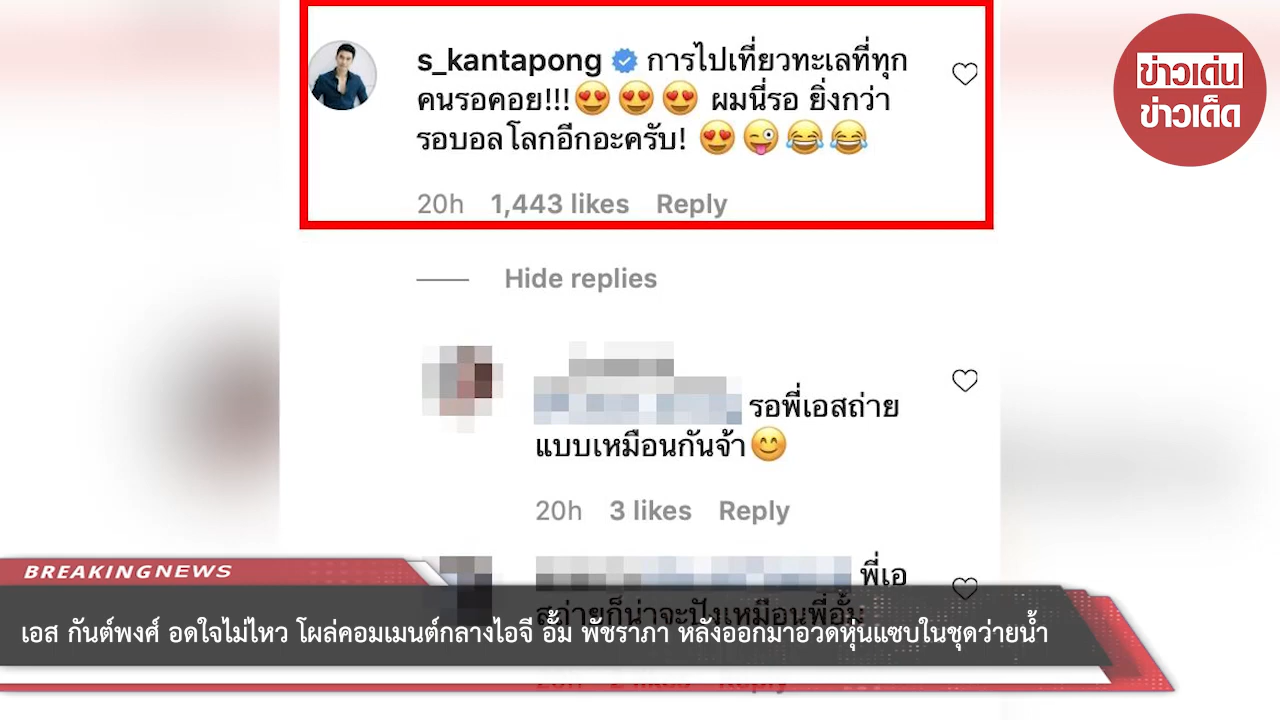 s_kantapong การไปเที่ยวทะเลที่ทุก
คนรอคอย!!!😍😍😍 ผมนี่รอ ยิ่งกว่า
รอบอลโลกอีกอะครับ! 😍😜😂😂
20h 1,443 likes Reply
ข่าวเด่น
ข่าวเด็ด
Hide replies
รอพี่เอสถ่าย
แบบเหมือนกันจ้า😊
20h 3 likes Reply
พี่เอ
สถ่ายก็น่าจะปังเหมือนพี่อั้ม
BREAKINGNEWS
เอส กันต์พงศ์ อดใจไม่ไหว โผล่คอมเมนต์กลางไอจี อั้ม พัชราภา หลังออกมาอวดหุ่นแซบในชุดว่ายน้ำ